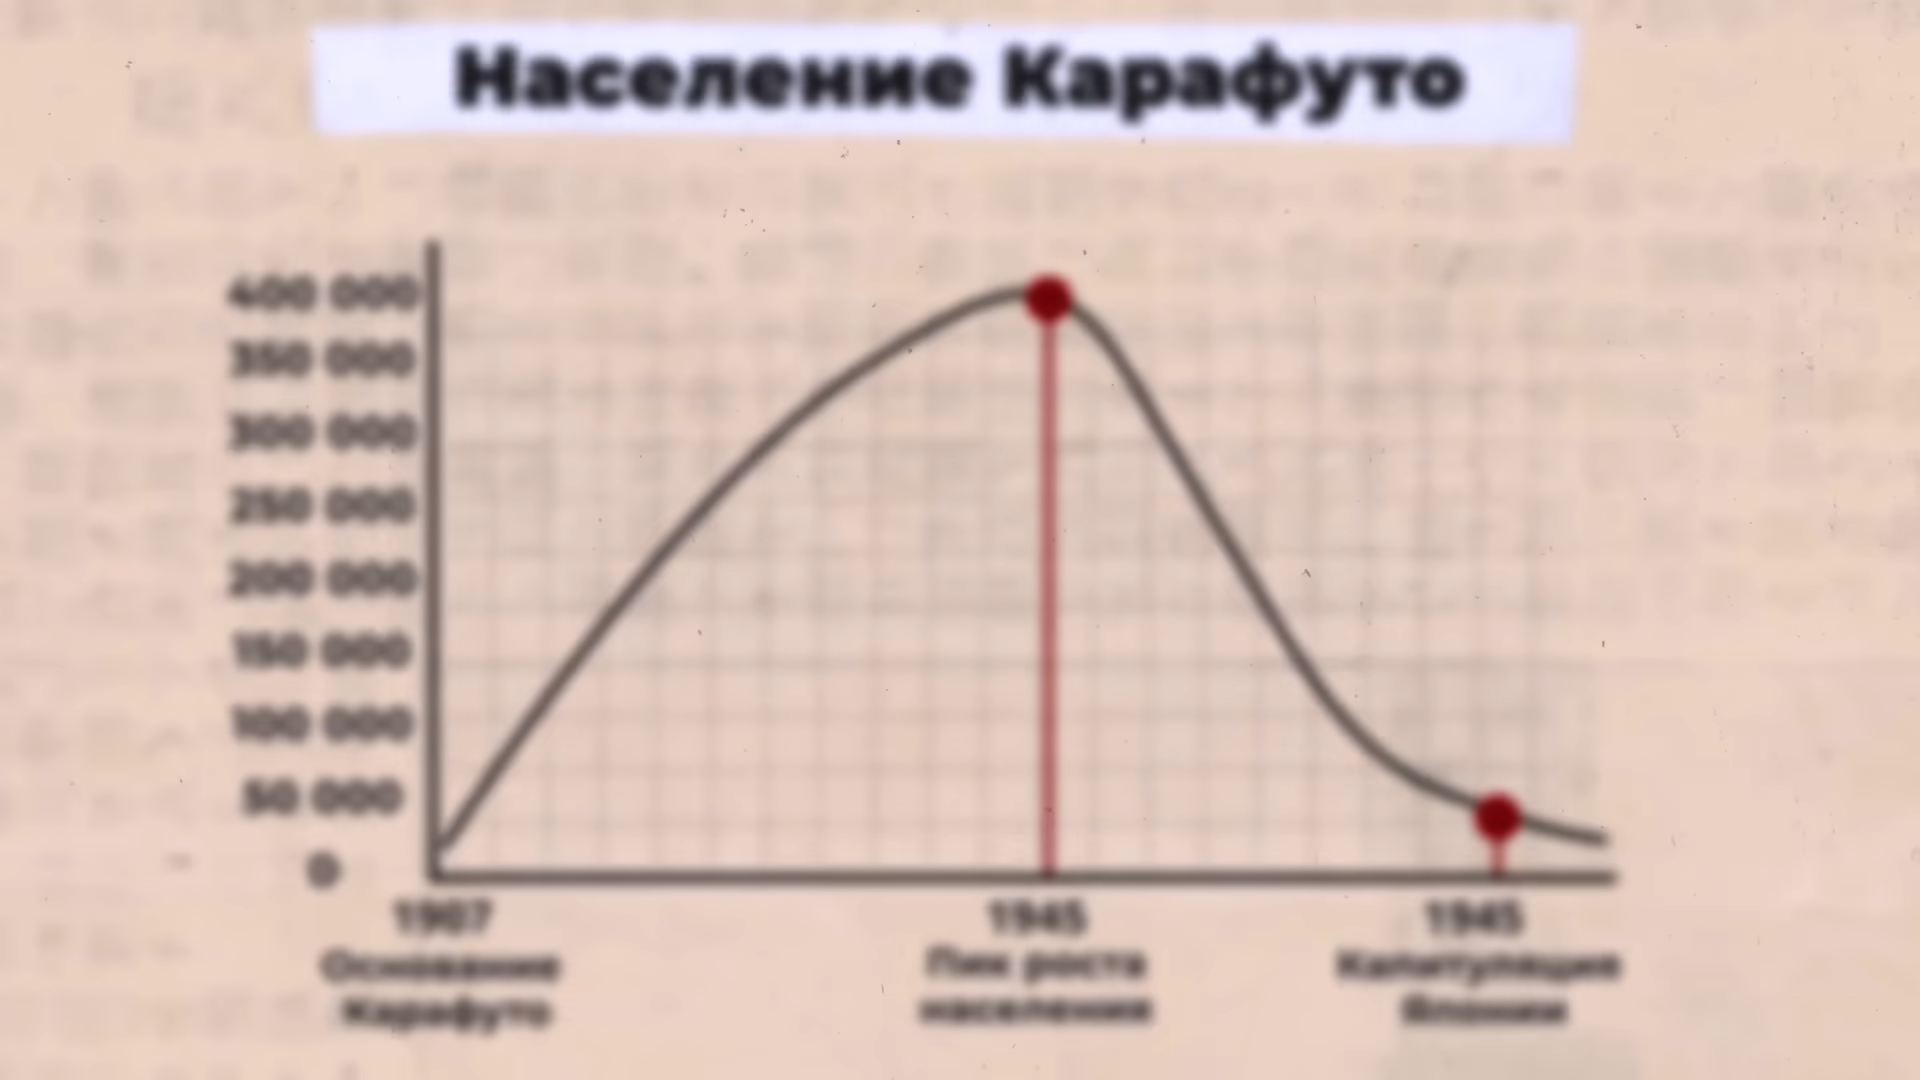 Население Карафуто
400 000
350 000
300 000
250 000
200 000
150 000
100 000
50 000
0
1907
Основание
Карафуто
1945
Пик роста
населения
1945
Капитуляция
Японии